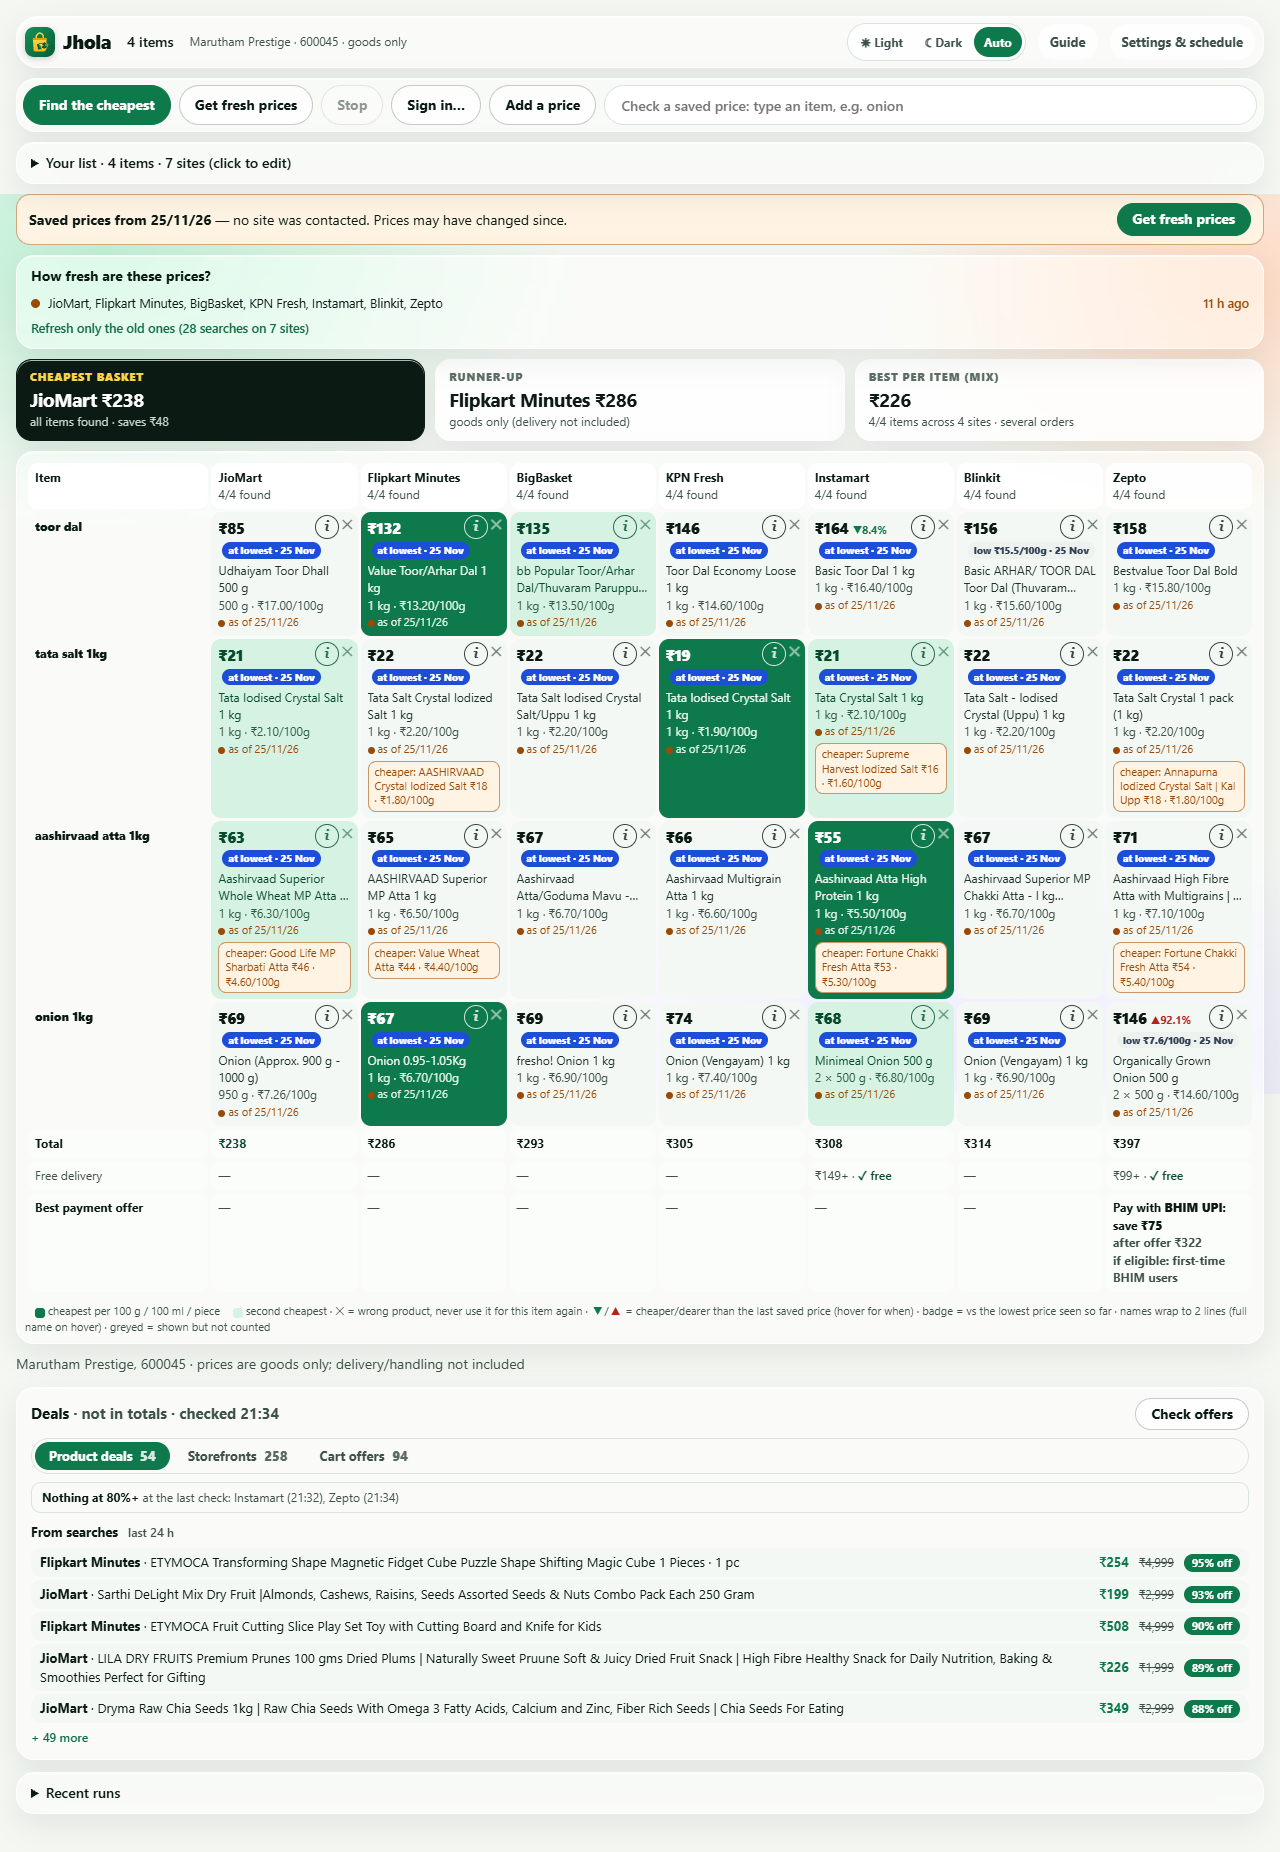 Jhola 4 items Marutham Prestige · 600045 · goods only
☀ Light ☾ Dark Auto Guide Settings & schedule
Find the cheapest Get fresh prices Stop Sign in... Add a price Check a saved price: type an item, e.g. onion
▶ Your list · 4 items · 7 sites (click to edit)
Saved prices from 25/11/26 — no site was contacted. Prices may have changed since. Get fresh prices
How fresh are these prices?
JioMart, Flipkart Minutes, BigBasket, KPN Fresh, Instamart, Blinkit, Zepto 11 h ago
Refresh only the old ones (28 searches on 7 sites)
CHEAPEST BASKET
JioMart ₹238
all items found · saves ₹48
RUNNER-UP
Flipkart Minutes ₹286
goods only (delivery not included)
BEST PER ITEM (MIX)
₹226
4/4 items across 4 sites · several orders
Item JioMart Flipkart Minutes BigBasket KPN Fresh Instamart Blinkit Zepto
4/4 found 4/4 found 4/4 found 4/4 found 4/4 found 4/4 found 4/4 found
toor dal
₹85 i ✕
at lowest · 25 Nov
Udhaiyam Toor Dhall
500 g
500 g · ₹17.00/100g
as of 25/11/26
₹132 i ✕
at lowest · 25 Nov
Value Toor/Arhar Dal 1
kg
1 kg · ₹13.20/100g
as of 25/11/26
₹135 i ✕
at lowest · 25 Nov
bb Popular Toor/Arhar
Dal/Thuvaram Paruppu...
1 kg · ₹13.50/100g
as of 25/11/26
₹146 i ✕
at lowest · 25 Nov
Toor Dal Economy Loose
1 kg
1 kg · ₹14.60/100g
as of 25/11/26
₹164 ▼8.4% i ✕
at lowest · 25 Nov
Basic Toor Dal 1 kg
1 kg · ₹16.40/100g
as of 25/11/26
₹156 i ✕
low ₹15.5/100g · 25 Nov
Basic ARHAR/ TOOR DAL
Toor Dal (Thuvaram...
1 kg · ₹15.60/100g
as of 25/11/26
₹158 i ✕
at lowest · 25 Nov
Bestvalue Toor Dal Bold
1 kg · ₹15.80/100g
as of 25/11/26
tata salt 1kg
₹21 i ✕
at lowest · 25 Nov
Tata Iodised Crystal Salt
1 kg
1 kg · ₹2.10/100g
as of 25/11/26
₹22 i ✕
at lowest · 25 Nov
Tata Salt Crystal Iodized
Salt 1 kg
1 kg · ₹2.20/100g
as of 25/11/26
cheaper: AASHIRVAAD
Crystal Iodized Salt ₹18
· ₹1.80/100g
₹22 i ✕
at lowest · 25 Nov
Tata Salt Iodised Crystal
Salt/Uppu 1 kg
1 kg · ₹2.20/100g
as of 25/11/26
₹19 i ✕
at lowest · 25 Nov
Tata Iodised Crystal Salt
1 kg
1 kg · ₹1.90/100g
as of 25/11/26
₹21 i ✕
at lowest · 25 Nov
Tata Crystal Salt 1 kg
1 kg · ₹2.10/100g
as of 25/11/26
cheaper: Supreme
Harvest Iodized Salt ₹16
· ₹1.60/100g
₹22 i ✕
at lowest · 25 Nov
Tata Salt - Iodised
Crystal (Uppu) 1 kg
1 kg · ₹2.20/100g
as of 25/11/26
₹22 i ✕
at lowest · 25 Nov
Tata Salt Crystal 1 pack
(1 kg)
1 kg · ₹2.20/100g
as of 25/11/26
cheaper: Annapurna
Iodized Crystal Salt | Kal
Upp ₹18 · ₹1.80/100g
aashirvaad atta 1kg
₹63 i ✕
at lowest · 25 Nov
Aashirvaad Superior
Whole Wheat MP Atta ...
1 kg · ₹6.30/100g
as of 25/11/26
cheaper: Good Life MP
Sharbati Atta ₹46 ·
₹4.60/100g
₹65 i ✕
at lowest · 25 Nov
AASHIRVAAD Superior
MP Atta 1 kg
1 kg · ₹6.50/100g
as of 25/11/26
cheaper: Value Wheat
Atta ₹44 · ₹4.40/100g
₹67 i ✕
at lowest · 25 Nov
Aashirvaad
Atta/Goduma Mavu -...
1 kg · ₹6.70/100g
as of 25/11/26
₹66 i ✕
at lowest · 25 Nov
Aashirvaad Multigrain
Atta 1 kg
1 kg · ₹6.60/100g
as of 25/11/26
₹55 i ✕
at lowest · 25 Nov
Aashirvaad Atta High
Protein 1 kg
1 kg · ₹5.50/100g
as of 25/11/26
cheaper: Fortune Chakki
Fresh Atta ₹53 ·
₹5.30/100g
₹67 i ✕
at lowest · 25 Nov
Aashirvaad Superior MP
Chakki Atta - 1 kg...
1 kg · ₹6.70/100g
as of 25/11/26
₹71 i ✕
at lowest · 25 Nov
Aashirvaad High Fibre
Atta with Multigrains | ...
1 kg · ₹7.10/100g
as of 25/11/26
cheaper: Fortune Chakki
Fresh Atta ₹54 ·
₹5.40/100g
onion 1kg
₹69 i ✕
at lowest · 25 Nov
Onion (Approx. 900 g -
1000 g)
950 g · ₹7.26/100g
as of 25/11/26
₹67 i ✕
at lowest · 25 Nov
Onion 0.95-1.05Kg
1 kg · ₹6.70/100g
as of 25/11/26
₹69 i ✕
at lowest · 25 Nov
fresho! Onion 1 kg
1 kg · ₹6.90/100g
as of 25/11/26
₹74 i ✕
at lowest · 25 Nov
Onion (Vengayam) 1 kg
1 kg · ₹7.40/100g
as of 25/11/26
₹68 i ✕
at lowest · 25 Nov
Minimeal Onion 500 g
2 × 500 g · ₹6.80/100g
as of 25/11/26
₹69 i ✕
at lowest · 25 Nov
Onion (Vengayam) 1 kg
1 kg · ₹6.90/100g
as of 25/11/26
₹146 ▲92.1% i ✕
low ₹7.6/100g · 25 Nov
Organically Grown
Onion 500 g
2 × 500 g · ₹14.60/100g
as of 25/11/26
Total ₹238 ₹286 ₹293 ₹305 ₹308 ₹314 ₹397
Free delivery — — — — ₹149+ · ✓ free — ₹99+ · ✓ free
Best payment offer — — — — — — Pay with BHIM UPI:
save ₹75
after offer ₹322
if eligible: first-time
BHIM users
cheapest per 100 g / 100 ml / piece second cheapest · ✕ = wrong product, never use it for this item again · ▼/▲ = cheaper/dearer than the last saved price (hover for when) · badge = vs the lowest price seen so far · names wrap to 2 lines (full
name on hover) · greyed = shown but not counted
Marutham Prestige, 600045 · prices are goods only; delivery/handling not included
Deals · not in totals · checked 21:34 Check offers
Product deals 54 Storefronts 258 Cart offers 94
Nothing at 80%+ at the last check: Instamart (21:32), Zepto (21:34)
From searches last 24 h
Flipkart Minutes · ETYMOCA Transforming Shape Magnetic Fidget Cube Puzzle Shape Shifting Magic Cube 1 Pieces · 1 pc ₹254 ₹4,999 95% off
JioMart · Sarthi DeLight Mix Dry Fruit |Almonds, Cashews, Raisins, Seeds Assorted Seeds & Nuts Combo Pack Each 250 Gram ₹199 ₹2,999 93% off
Flipkart Minutes · ETYMOCA Fruit Cutting Slice Play Set Toy with Cutting Board and Knife for Kids ₹508 ₹4,999 90% off
JioMart · LILA DRY FRUITS Premium Prunes 100 gms Dried Plums | Naturally Sweet Pruune Soft & Juicy Dried Fruit Snack | High Fibre Healthy Snack for Daily Nutrition, Baking &
Smoothies Perfect for Gifting ₹226 ₹1,999 89% off
JioMart · Dryma Raw Chia Seeds 1kg | Raw Chia Seeds With Omega 3 Fatty Acids, Calcium and Zinc, Fiber Rich Seeds | Chia Seeds For Eating ₹349 ₹2,999 88% off
+ 49 more
▶ Recent runs